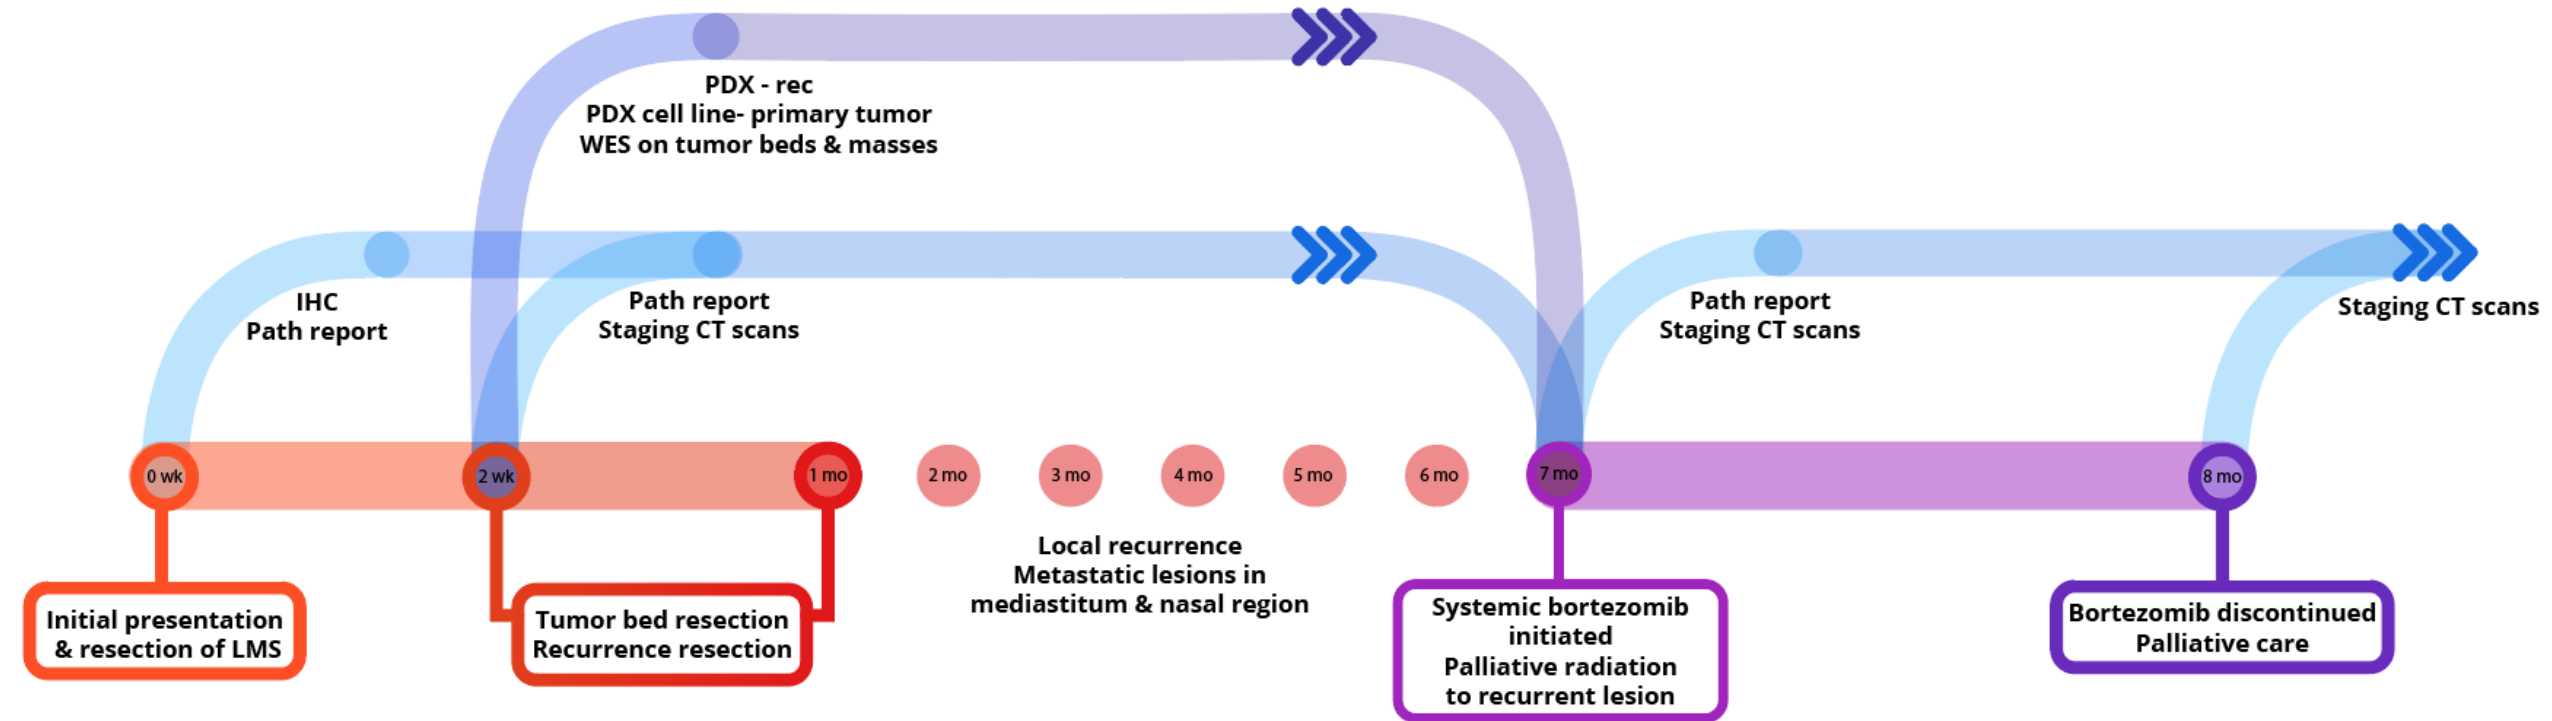 PDX - rec
PDX cell line- primary tumor
WES on tumor beds & masses
IHC
Path report
Path report
Staging CT scans
Path report
Staging CT scans
Staging CT scans
0 wk
2 wk
1 mo
2 mo
3 mo
4 mo
5 mo
6 mo
7 mo
8 mo
Initial presentation
& resection of LMS
Tumor bed resection
Recurrence resection
Local recurrence
Metastatic lesions in
mediastitum & nasal region
Systemic bortezomib
initiated
Palliative radiation
to recurrent lesion
Bortezomib discontinued
Palliative care